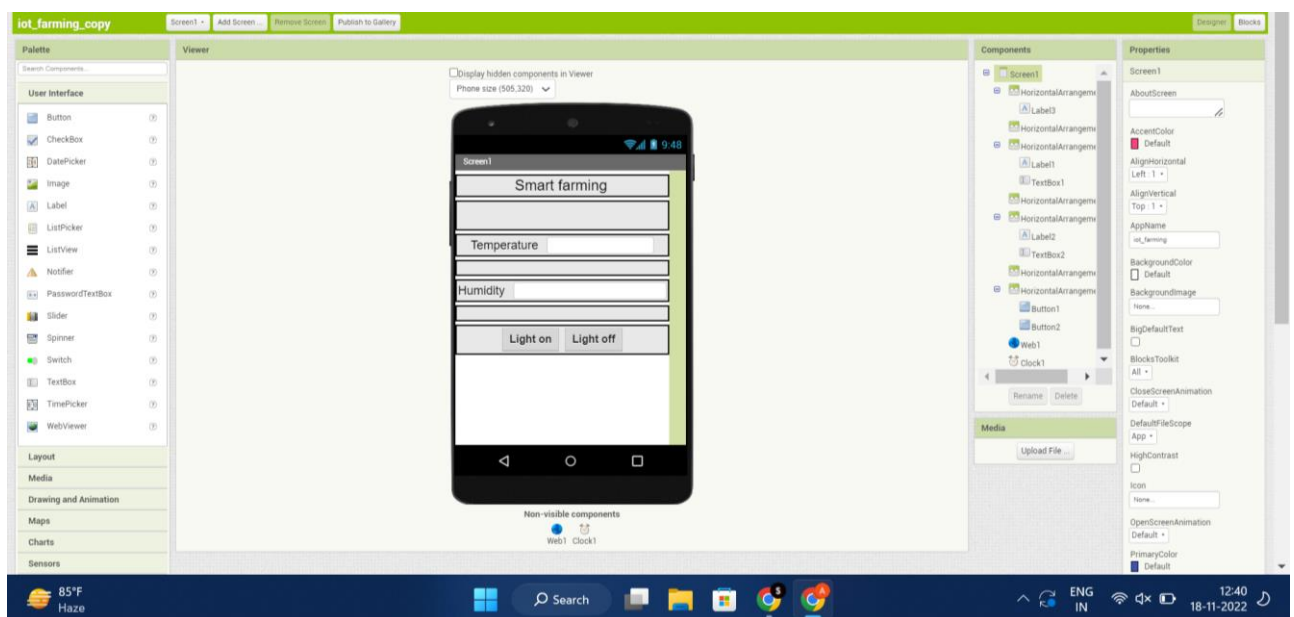 iot_farming_copy
Screen1
Add Screen ...
Remove Screen
Publish to Gallery
Designer
Blocks
Palette
Search Components...
User Interface
Button
CheckBox
DatePicker
Image
Label
ListPicker
ListView
Notifier
PasswordTextBox
Slider
Spinner
Switch
TextBox
TimePicker
WebViewer
Layout
Media
Drawing and Animation
Maps
Charts
Sensors
Viewer
Display hidden components in Viewer
Phone size (505,320)
9:48
Screen1
Smart farming
Temperature
Humidity
Light on
Light off
Non-visible components
Web1
Clock1
Components
Screen1
HorizontalArrangeme
Label3
HorizontalArrangeme
HorizontalArrangeme
Label1
TextBox1
HorizontalArrangeme
HorizontalArrangeme
Label2
TextBox2
HorizontalArrangeme
HorizontalArrangeme
Button1
Button2
Web1
Clock1
Rename
Delete
Media
Upload File ...
Properties
Screen1
AboutScreen
AccentColor
Default
AlignHorizontal
Left : 1
AlignVertical
Top : 1
AppName
iot_farming
BackgroundColor
Default
BackgroundImage
None...
BigDefaultText
BlocksToolkit
All
CloseScreenAnimation
Default
DefaultFileScope
App
HighContrast
Icon
None...
OpenScreenAnimation
Default
PrimaryColor
Default
85°F
Haze
Search
ENG
IN
12:40
18-11-2022